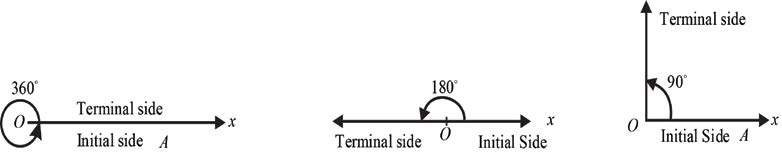 360°
Terminal side
O
x
Initial side A
180°
x
Terminal side O Initial Side
Terminal side
90°
O
x
Initial Side A